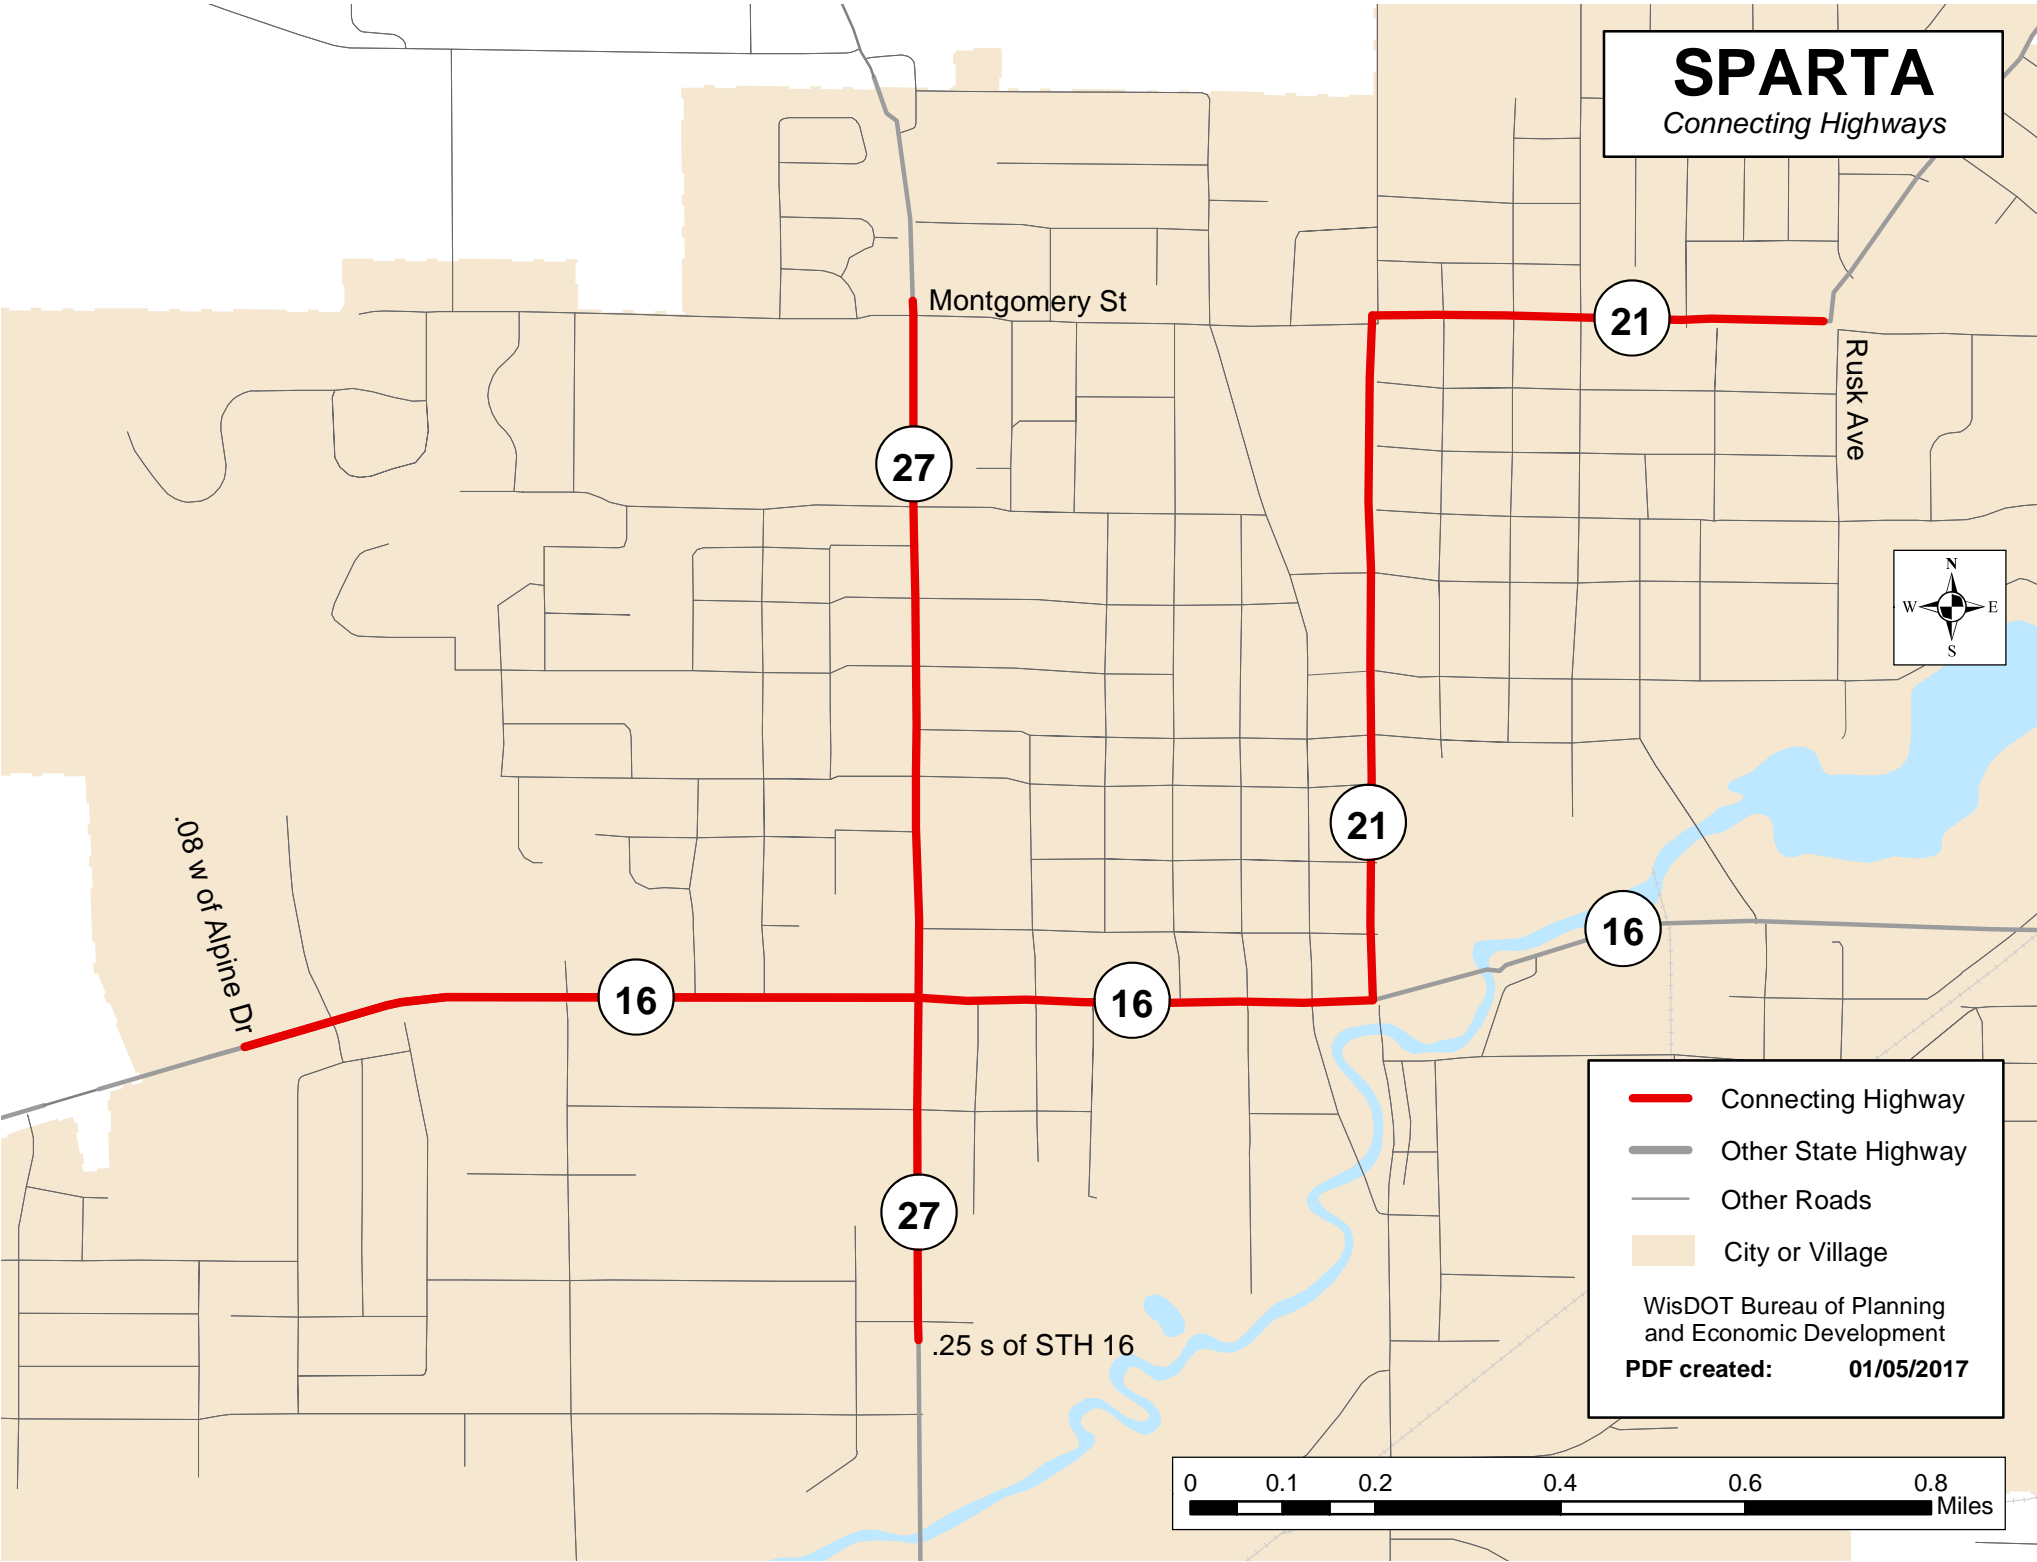 SPARTA
Connecting Highways
Montgomery St
21
Rusk Ave
27
N
W E
S
21
.08 w of Alpine Dr
16
16
16
27
.25 s of STH 16
Connecting Highway
Other State Highway
Other Roads
City or Village
WisDOT Bureau of Planning
and Economic Development
PDF created: 01/05/2017
0 0.1 0.2 0.4 0.6 0.8
Miles